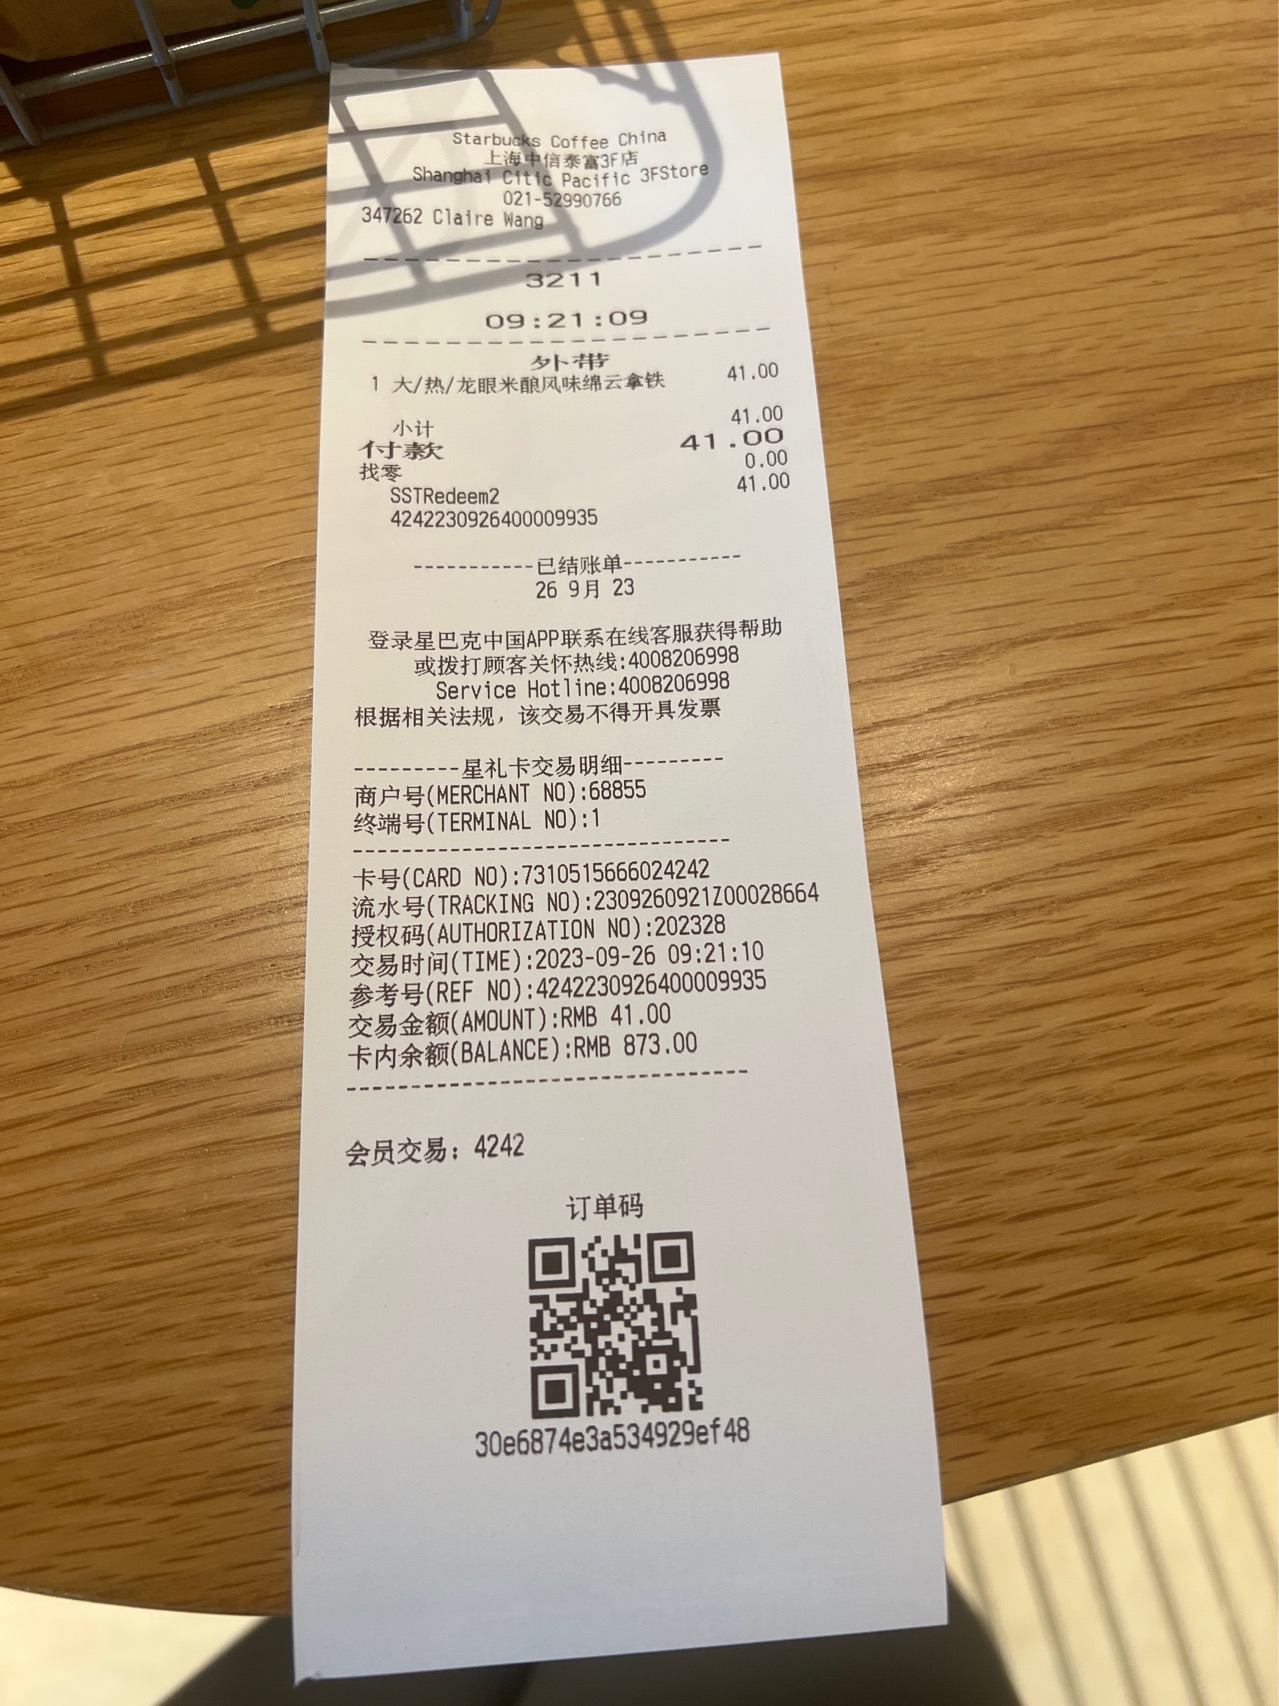 Starbucks Coffee China
上海中信泰富3F店
Shanghai Citic Pacific 3FStore
021-52990766
347262 Claire Wang
--------------------
3211
09:21:09
--------------------
外带
1 大/热/龙眼米酿风味绵云拿铁 41.00
小计 41.00
付款 41.00
找零 0.00
SSTRedeem2 41.00
4242230926400009935
-----------已结账单-----------
26 9月 23
登录星巴克中国APP联系在线客服获得帮助
或拨打顾客关怀热线:4008206998
Service Hotline:4008206998
根据相关法规，该交易不得开具发票
---------星礼卡交易明细---------
商户号(MERCHANT NO):68855
终端号(TERMINAL NO):1
--------------------------------
卡号(CARD NO):7310515666024242
流水号(TRACKING NO):2309260921Z00028664
授权码(AUTHORIZATION NO):202328
交易时间(TIME):2023-09-26 09:21:10
参考号(REF NO):4242230926400009935
交易金额(AMOUNT):RMB 41.00
卡内余额(BALANCE):RMB 873.00
--------------------------------
会员交易：4242
订单码
30e6874e3a534929ef48